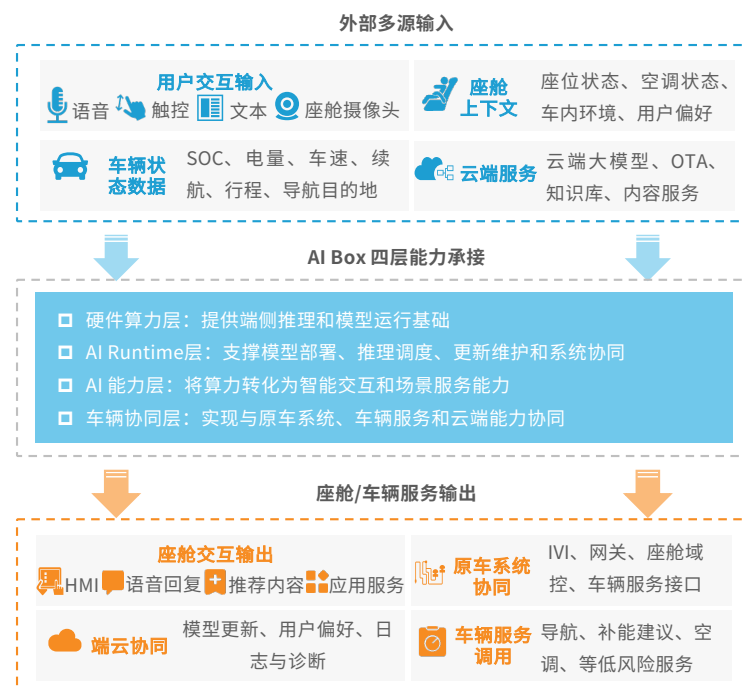 外部多源输入
用户交互输入
语音 触控 文本 座舱摄像头
座舱
上下文
座位状态、空调状态、
车内环境、用户偏好
车辆状
态数据
SOC、电量、车速、续
航、行程、导航目的地
云端服务
云端大模型、OTA、
知识库、内容服务
AI Box 四层能力承接
硬件算力层：提供端侧推理和模型运行基础
AI Runtime层：支撑模型部署、推理调度、更新维护和系统协同
AI 能力层：将算力转化为智能交互和场景服务能力
车辆协同层：实现与原车系统、车辆服务和云端能力协同
座舱/车辆服务输出
座舱交互输出
HMI 语音回复 推荐内容 应用服务
原车系统
协同
IVI、网关、座舱域
控、车辆服务接口
端云协同
模型更新、用户偏好、日
志与诊断
车辆服务
调用
导航、补能建议、空
调、等低风险服务